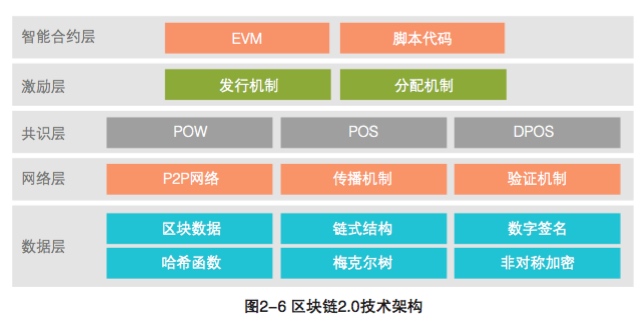 智能合约层 EVM 脚本代码
激励层 发行机制 分配机制
共识层 POW POS DPOS
网络层 P2P网络 传播机制 验证机制
区块数据 链式结构 数字签名
数据层
哈希函数 梅克尔树 非对称加密
图2-6 区块链2.0技术架构